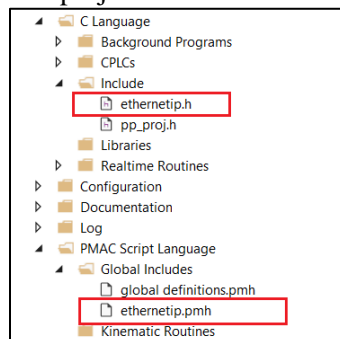 C Language
Background Programs
CPLCs
Include
ethernetip.h
pp_proj.h
Libraries
Realtime Routines
Configuration
Documentation
Log
PMAC Script Language
Global Includes
global definitions.pmh
ethernetip.pmh
Kinematic Routines